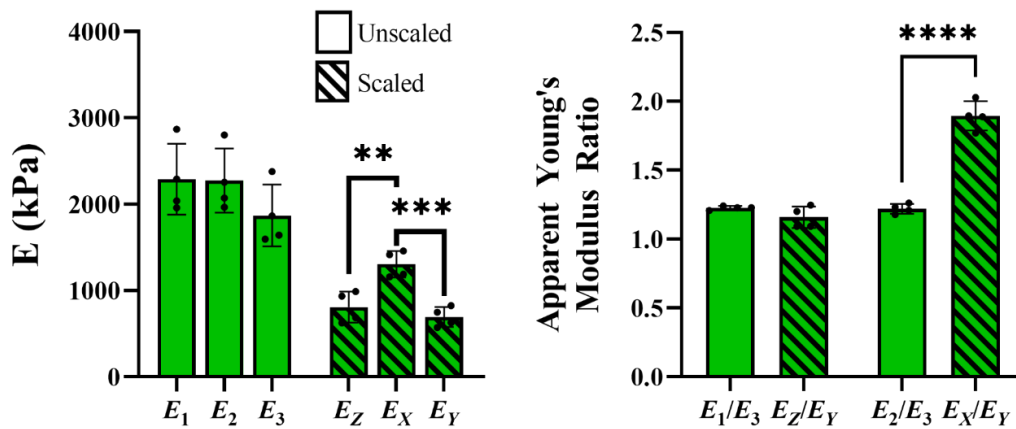 4000
3000
2000
1000
0
E (kPa)
Unscaled
Scaled
**
***
E1 E2 E3 EZ EX EY
2.5
2.0
1.5
1.0
0.5
0.0
Apparent Young's
Modulus Ratio
****
E1/E3 EZ/EY E2/E3 EX/EY